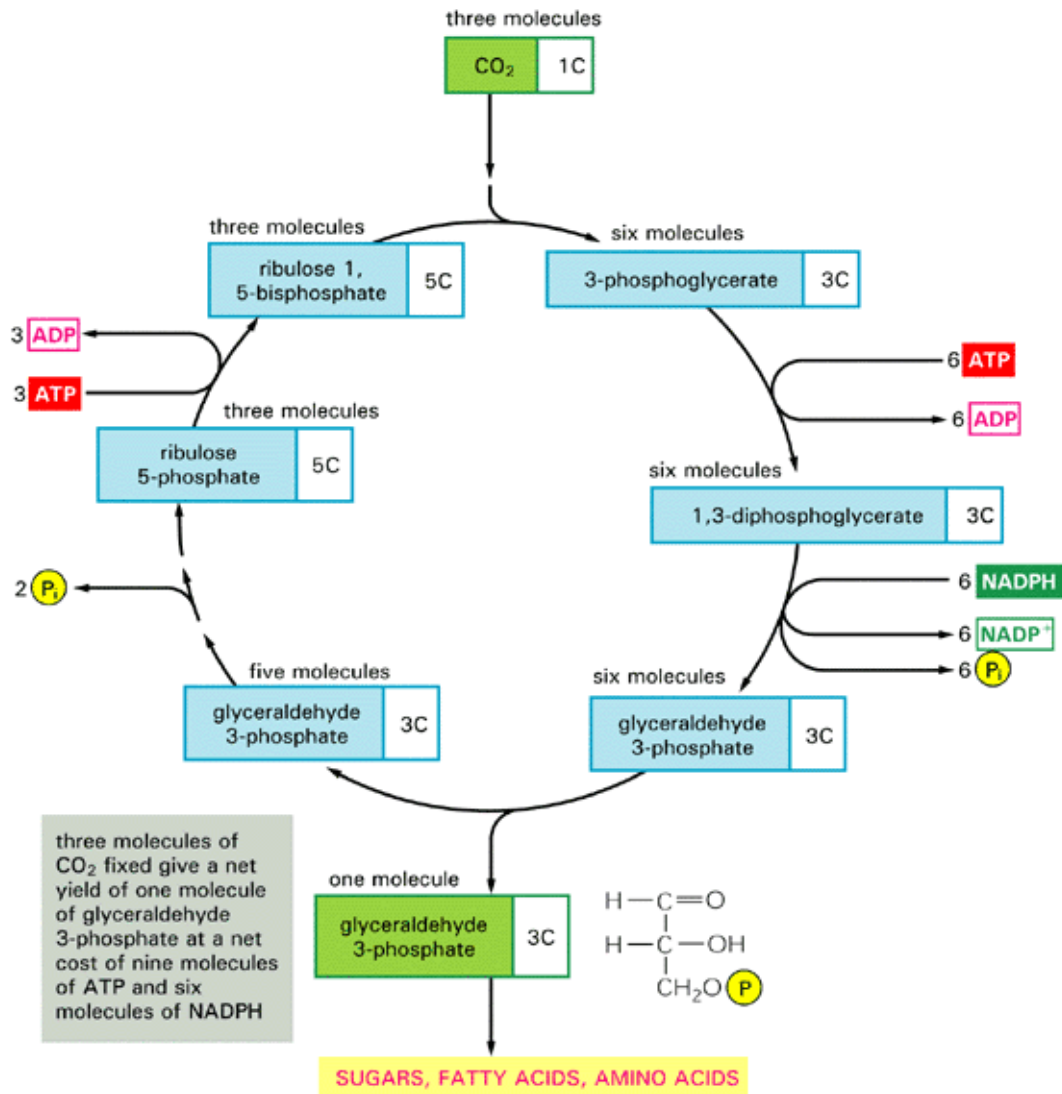 three molecules
CO₂ 1C
three molecules
ribulose 1,
5-bisphosphate
5C
six molecules
3-phosphoglycerate 3C
3 ADP
3 ATP
6 ATP
6 ADP
three molecules
ribulose
5-phosphate
5C
six molecules
1,3-diphosphoglycerate 3C
2 Pi
6 NADPH
6 NADP⁺
6 Pi
five molecules
glyceraldehyde
3-phosphate
3C
six molecules
glyceraldehyde
3-phosphate
3C
three molecules of
CO₂ fixed give a net
yield of one molecule
of glyceraldehyde
3-phosphate at a net
cost of nine molecules
of ATP and six
molecules of NADPH
one molecule
glyceraldehyde
3-phosphate
3C
H—C=O
H—C—OH
CH₂O P
SUGARS, FATTY ACIDS, AMINO ACIDS